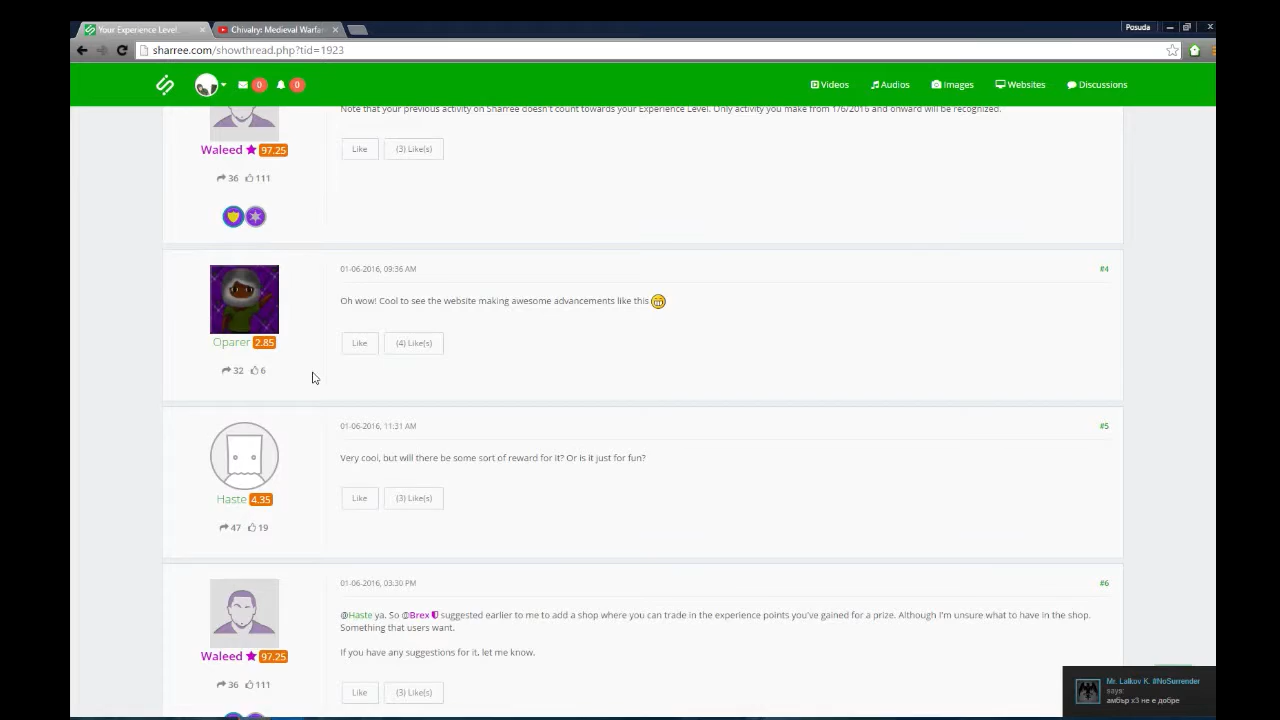 Your Experience Level.
Chivalry: Medieval Warfa
Posuda
sharree.com/showthread.php?tid=1923
0
0
Videos
Audios
Images
Websites
Discussions
Note that your previous activity on Sharree doesn't count towards your Experience Level. Only activity you make from 1/6/2016 and onward will be recognized.
Waleed 97.25
Like
(3) Like(s)
36 111
01-06-2016, 09:36 AM
#4
Oh wow! Cool to see the website making awesome advancements like this
Oparer 2.85
Like
(4) Like(s)
32 6
01-06-2016, 11:31 AM
#5
Very cool, but will there be some sort of reward for it? Or is it just for fun?
Haste 4.35
Like
(3) Like(s)
47 19
01-06-2016, 03:30 PM
#6
@Haste ya. So @Brex suggested earlier to me to add a shop where you can trade in the experience points you've gained for a prize. Although I'm unsure what to have in the shop.
Something that users want.
If you have any suggestions for it, let me know.
Waleed 97.25
Like
(3) Like(s)
36 111
Mr. Lalkov K. #NoSurrender
says:
амбър x3 не е добре